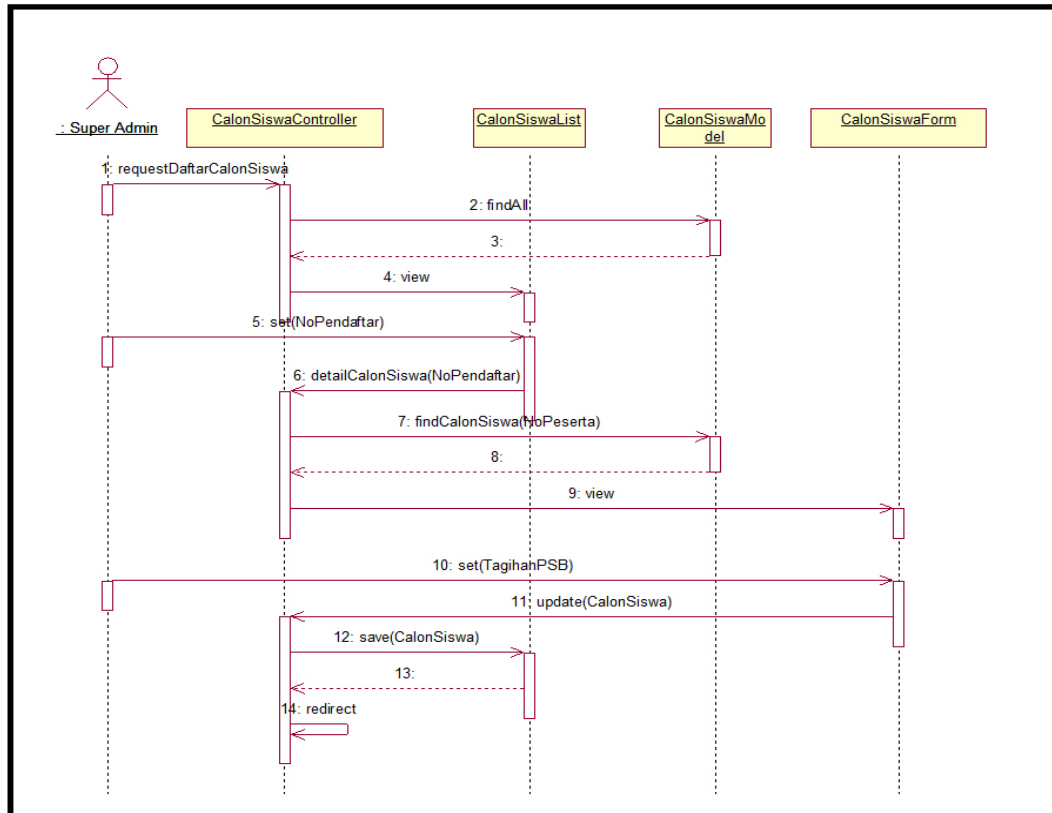 : Super Admin
CalonSiswaController
CalonSiswaList
CalonSiswaMo
del
CalonSiswaForm
1: requestDaftarCalonSiswa
2: findAll
3:
4: view
5: set(NoPendaftar)
6: detailCalonSiswa(NoPendaftar)
7: findCalonSiswa(NoPeserta)
8:
9: view
10: set(TagihanPSB)
11: update(CalonSiswa)
12: save(CalonSiswa)
13:
14: redirect